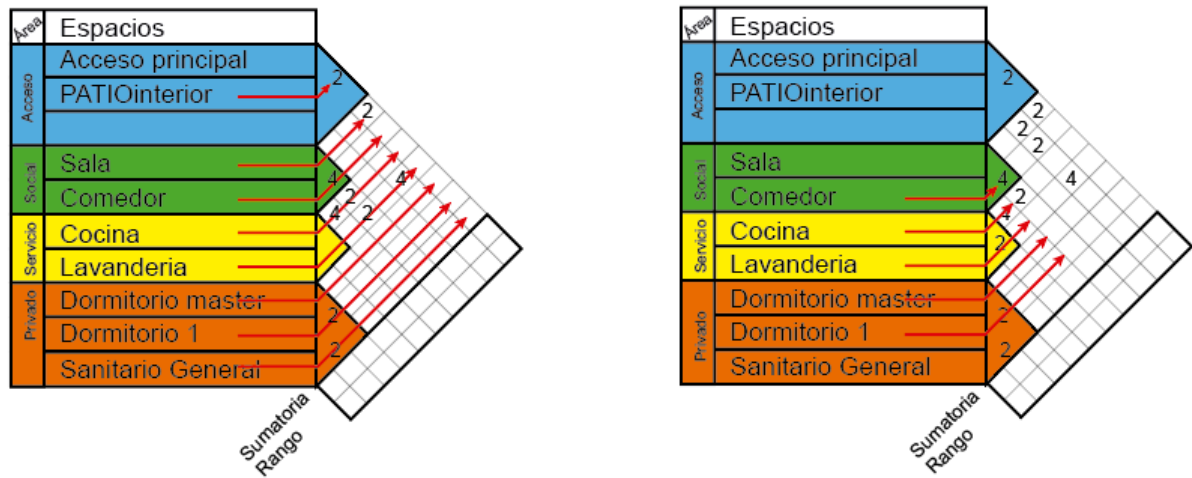 Área Espacios
Acceso
Acceso principal
PATIOinterior
Social
Sala
Comedor
Servicio
Cocina
Lavanderia
Privado
Dormitorio master
Dormitorio 1
Sanitario General
2
2
4
4
2
4
2
2
2
Sumatoria
Rango
Área Espacios
Acceso
Acceso principal
PATIOinterior
Social
Sala
Comedor
Servicio
Cocina
Lavanderia
Privado
Dormitorio master
Dormitorio 1
Sanitario General
2
2
2
2
2
4
4
2
4
2
2
2
Sumatoria
Rango